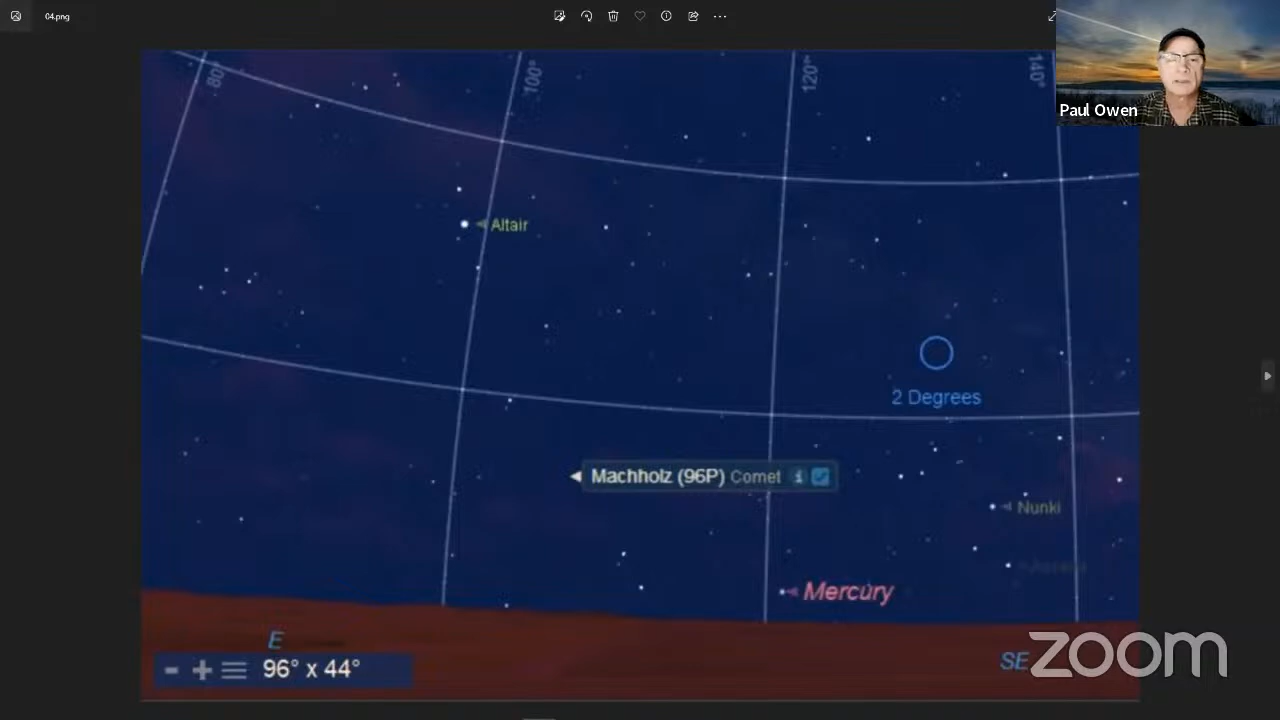 04.png
80°
100°
120°
140°
Paul Owen
Altair
2 Degrees
Machholz (96P) Comet i
Nunki
Mercury
E
SE
- + 96° x 44°
zoom